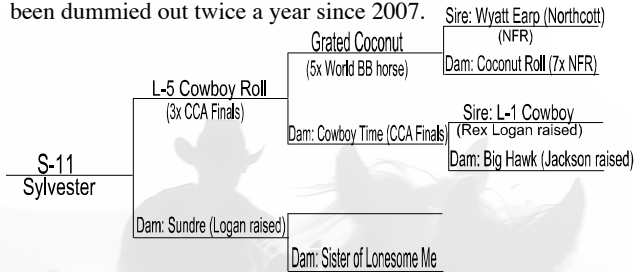 been dummied out twice a year since 2007.
Sire: Wyatt Earp (Northcott)
(NFR)
Grated Coconut
(5x World BB horse)
Dam: Coconut Roll (7x NFR)
L-5 Cowboy Roll
(3x CCA Finals)
Sire: L-1 Cowboy
(Rex Logan raised)
Dam: Cowboy Time (CCA Finals)
Dam: Big Hawk (Jackson raised)
S-11
Sylvester
Dam: Sundre (Logan raised)
Dam: Sister of Lonesome Me